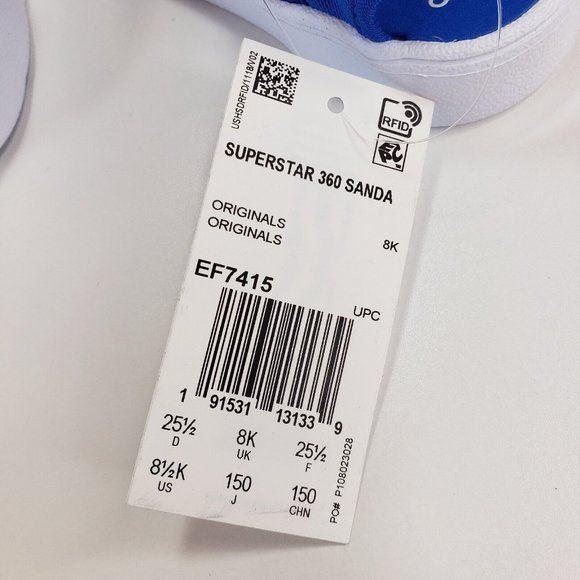 USHSDRFID/1118/V02
RFID
EPC
SUPERSTAR 360 SANDA
ORIGINALS
ORIGINALS
8K
EF7415
UPC
1 91531 13133 9
25½ 8K 25½
D UK F
8½K 150 150
US J CHN
PO# P108023028